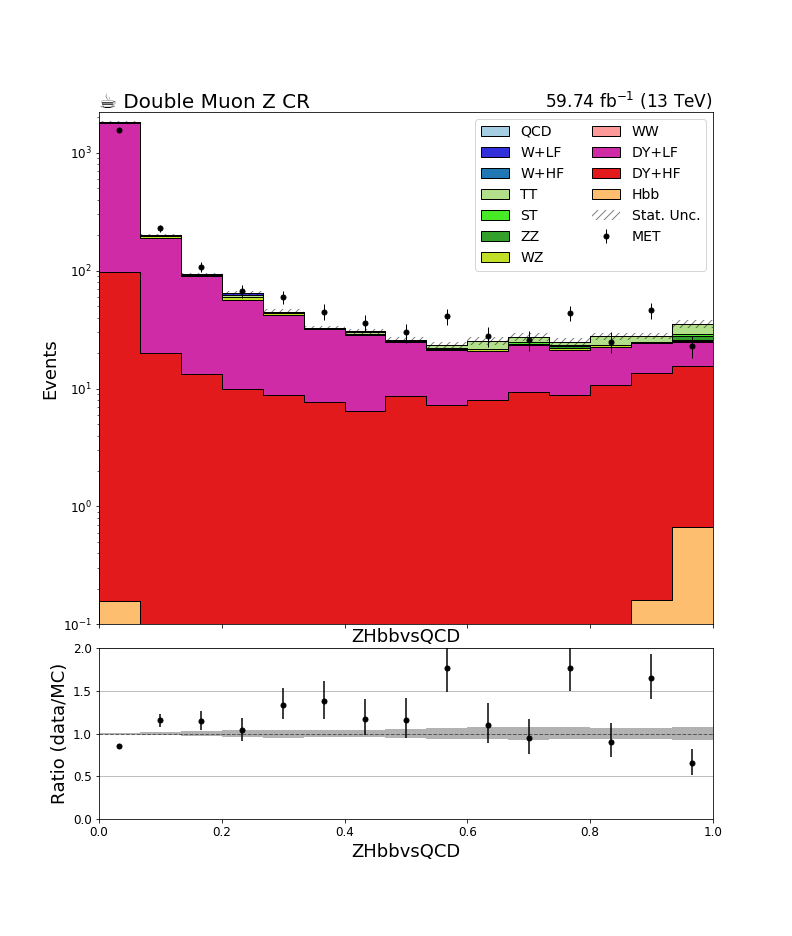 ☕ Double Muon Z CR
59.74 fb⁻¹ (13 TeV)
QCD
W+LF
W+HF
TT
ST
ZZ
WZ
WW
DY+LF
DY+HF
Hbb
Stat. Unc.
MET
Events
10³
10²
10¹
10⁰
10⁻¹
ZHbbvsQCD
Ratio (data/MC)
2.0
1.5
1.0
0.5
0.0
0.0 0.2 0.4 0.6 0.8 1.0
ZHbbvsQCD